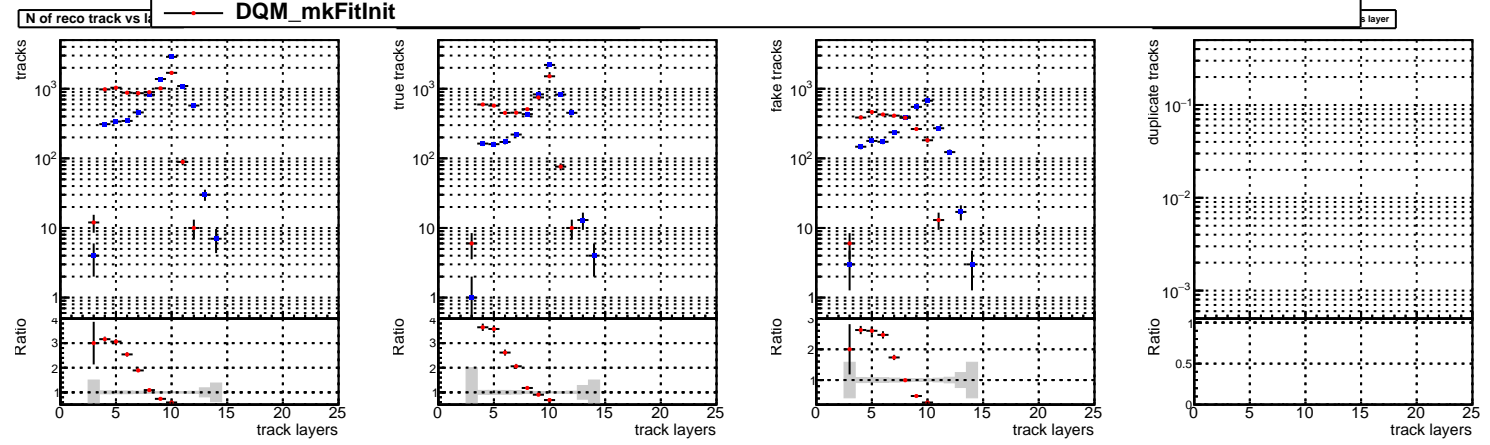 DQM_mkFitInit
N of reco track vs la
s layer
tracks
10³
10²
10
1
Ratio
4
3
2
1
0 5 10 15 20 25
track layers
true tracks
10³
10²
10
1
Ratio
4
3
2
1
0 5 10 15 20 25
track layers
fake tracks
10³
10²
10
1
Ratio
3
2
1
0 5 10 15 20 25
track layers
duplicate tracks
10⁻¹
10⁻²
10⁻³
Ratio
1
0.5
0
0 5 10 15 20 25
track layers